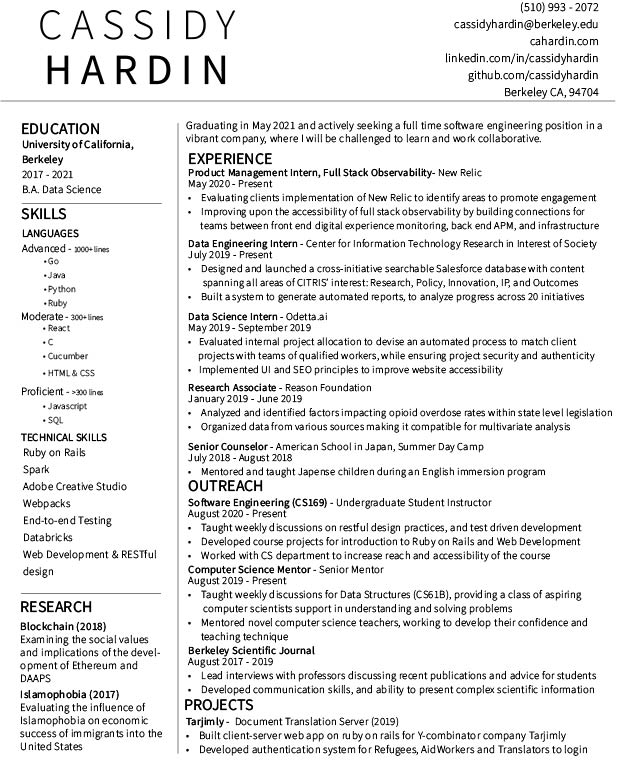 CASSIDY
HARDIN
(510) 993 - 2072
cassidyhardin@berkeley.edu
cahardin.com
linkedin.com/in/cassidyhardin
github.com/cassidyhardin
Berkeley CA, 94704
EDUCATION
University of California,
Berkeley
2017 - 2021
B.A. Data Science
SKILLS
LANGUAGES
Advanced - 1000+ lines
• Go
• Java
• Python
• Ruby
Moderate - 300+ lines
• React
• C
• Cucumber
• HTML & CSS
Proficient - >300 lines
• Javascript
• SQL
TECHNICAL SKILLS
Ruby on Rails
Spark
Adobe Creative Studio
Webpacks
End-to-end Testing
Databricks
Web Development & RESTful
design
RESEARCH
Blockchain (2018)
Examining the social values
and implications of the devel-
opment of Ethereum and
DAAPS
Islamophobia (2017)
Evaluating the influence of
Islamophobia on economic
success of immigrants into the
United States
Graduating in May 2021 and actively seeking a full time software engineering position in a
vibrant company, where I will be challenged to learn and work collaborative.
EXPERIENCE
Product Management Intern, Full Stack Observability- New Relic
May 2020 - Present
• Evaluating clients implementation of New Relic to identify areas to promote engagement
• Improving upon the accessibility of full stack observability by building connections for
teams between front end digital experience monitoring, back end APM, and infrastructure
Data Engineering Intern - Center for Information Technology Research in Interest of Society
July 2019 - Present
• Designed and launched a cross-initiative searchable Salesforce database with content
spanning all areas of CITRIS' interest: Research, Policy, Innovation, IP, and Outcomes
• Built a system to generate automated reports, to analyze progress across 20 initiatives
Data Science Intern - Odetta.ai
May 2019 - September 2019
• Evaluated internal project allocation to devise an automated process to match client
projects with teams of qualified workers, while ensuring project security and authenticity
• Implemented UI and SEO principles to improve website accessibility
Research Associate - Reason Foundation
January 2019 - June 2019
• Analyzed and identified factors impacting opioid overdose rates within state level legislation
• Organized data from various sources making it compatible for multivariate analysis
Senior Counselor - American School in Japan, Summer Day Camp
July 2018 - August 2018
• Mentored and taught Japense children during an English immersion program
OUTREACH
Software Engineering (CS169) - Undergraduate Student Instructor
August 2020 - Present
• Taught weekly discussions on restful design practices, and test driven development
• Developed course projects for introduction to Ruby on Rails and Web Development
• Worked with CS department to increase reach and accessibility of the course
Computer Science Mentor - Senior Mentor
August 2019 - Present
• Taught weekly discussions for Data Structures (CS61B), providing a class of aspiring
computer scientists support in understanding and solving problems
• Mentored novel computer science teachers, working to develop their confidence and
teaching technique
Berkeley Scientific Journal
August 2017 - 2019
• Lead interviews with professors discussing recent publications and advice for students
• Developed communication skills, and ability to present complex scientific information
PROJECTS
Tarjimly - Document Translation Server (2019)
• Built client-server web app on ruby on rails for Y-combinator company Tarjimly
• Developed authentication system for Refugees, Aid Workers and Translators to login